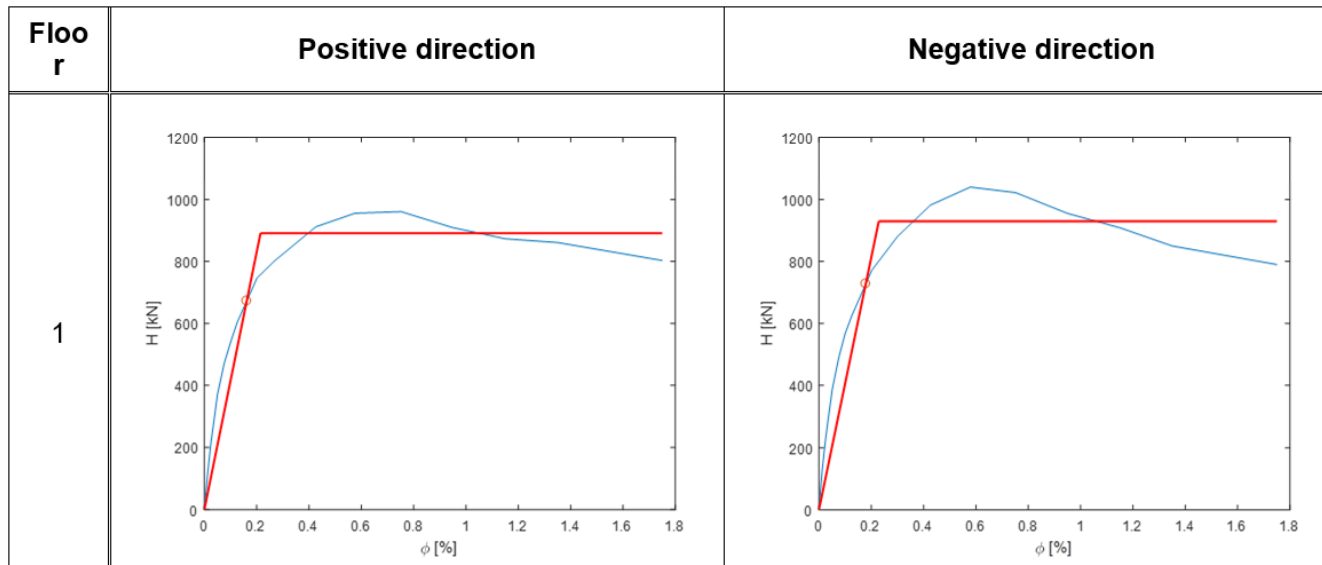 Floo
r
Positive direction
Negative direction
1
1200
1000
800
600
400
200
0
H [kN]
0 0.2 0.4 0.6 0.8 1 1.2 1.4 1.6 1.8
ϕ [%]
1200
1000
800
600
400
200
0
H [kN]
0 0.2 0.4 0.6 0.8 1 1.2 1.4 1.6 1.8
ϕ [%]